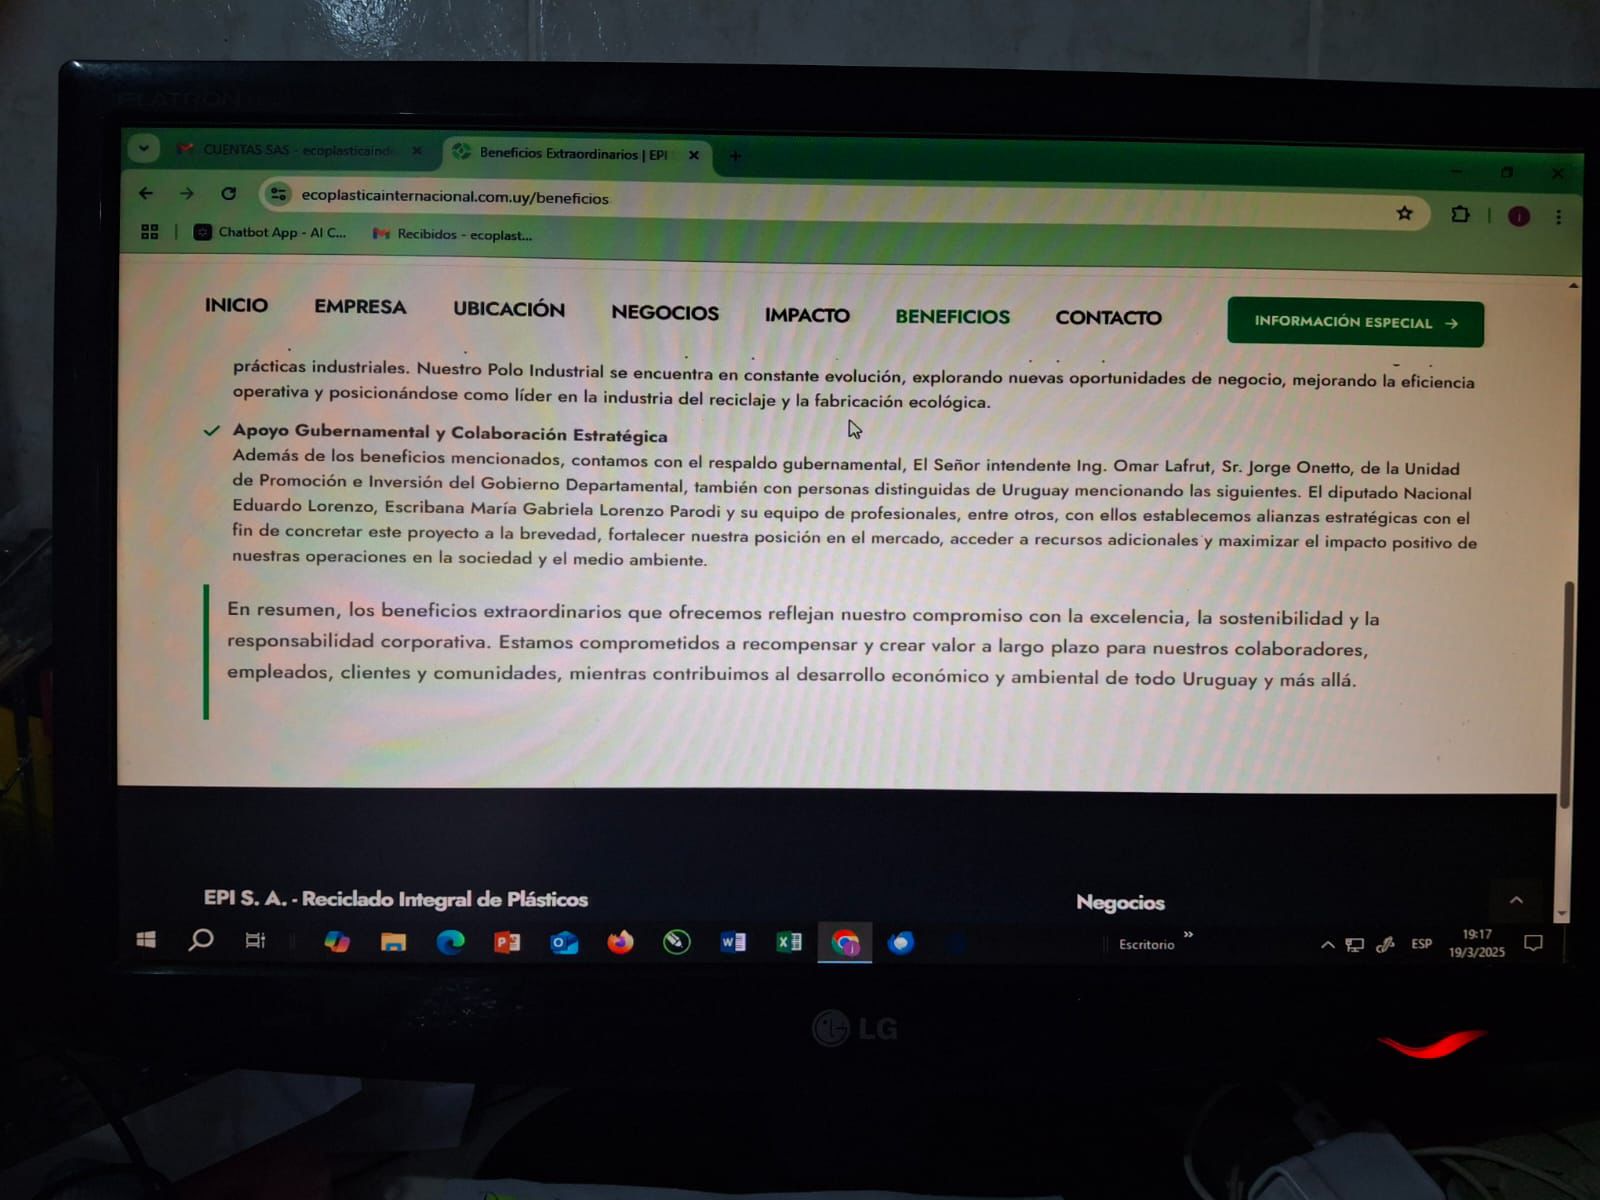 FLATRON
CUENTAS SAS - ecoplasticaind
Beneficios Extraordinarios | EPI
ecoplasticainternacional.com.uy/beneficios
Chatbot App - AI C...
Recibidos - ecoplast...
INICIO EMPRESA UBICACIÓN NEGOCIOS IMPACTO BENEFICIOS CONTACTO INFORMACIÓN ESPECIAL →
prácticas industriales. Nuestro Polo Industrial se encuentra en constante evolución, explorando nuevas oportunidades de negocio, mejorando la eficiencia
operativa y posicionándose como líder en la industria del reciclaje y la fabricación ecológica.
Apoyo Gubernamental y Colaboración Estratégica
Además de los beneficios mencionados, contamos con el respaldo gubernamental, El Señor intendente Ing. Omar Lafrut, Sr. Jorge Onetto, de la Unidad
de Promoción e Inversión del Gobierno Departamental, también con personas distinguidas de Uruguay mencionando las siguientes. El diputado Nacional
Eduardo Lorenzo, Escribana María Gabriela Lorenzo Parodi y su equipo de profesionales, entre otros, con ellos establecemos alianzas estratégicas con el
fin de concretar este proyecto a la brevedad, fortalecer nuestra posición en el mercado, acceder a recursos adicionales y maximizar el impacto positivo de
nuestras operaciones en la sociedad y el medio ambiente.
En resumen, los beneficios extraordinarios que ofrecemos reflejan nuestro compromiso con la excelencia, la sostenibilidad y la
responsabilidad corporativa. Estamos comprometidos a recompensar y crear valor a largo plazo para nuestros colaboradores,
empleados, clientes y comunidades, mientras contribuimos al desarrollo económico y ambiental de todo Uruguay y más allá.
EPI S. A. - Reciclado Integral de Plásticos
Negocios
Escritorio
ESP
19:17
19/3/2025
LG